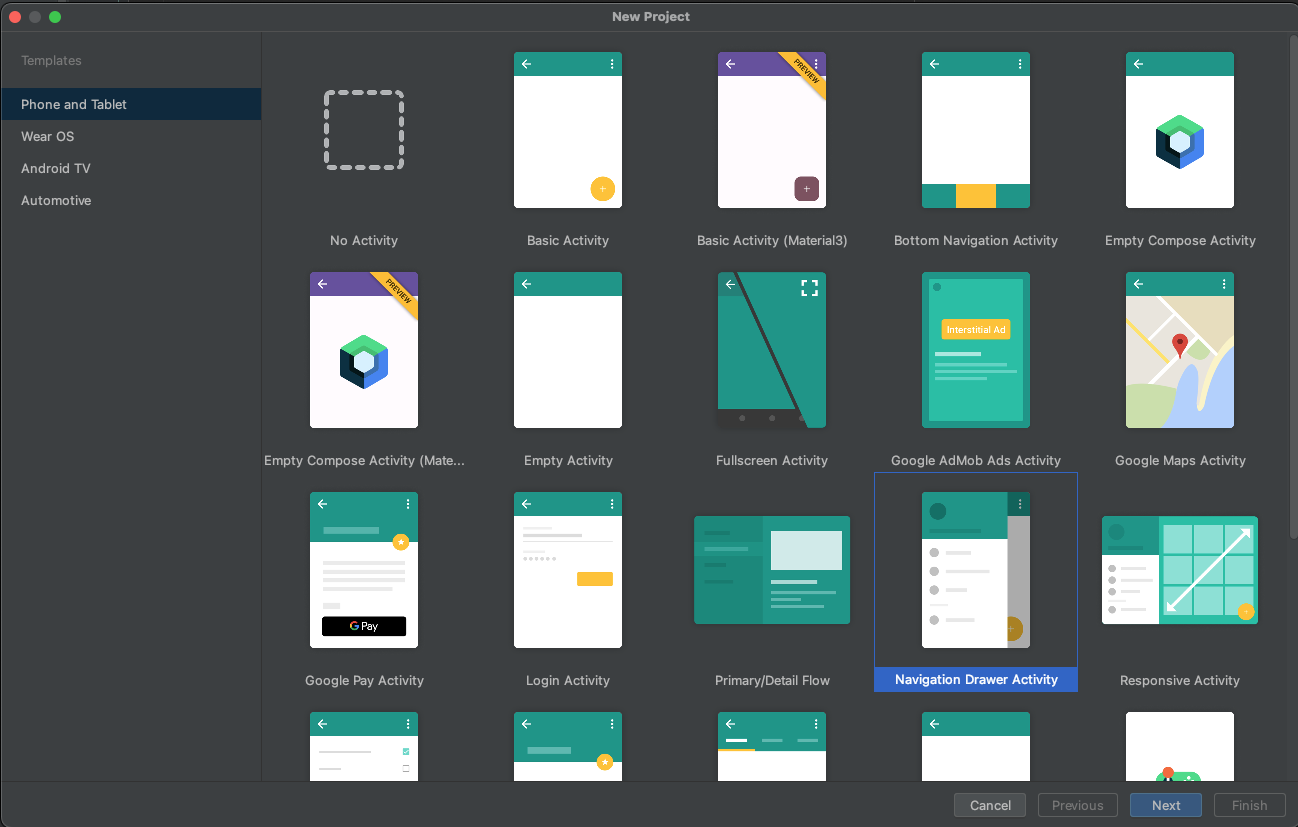 New Project
Templates
Phone and Tablet
Wear OS
Android TV
Automotive
PREVIEW
No Activity
Basic Activity
Basic Activity (Material3)
Bottom Navigation Activity
Empty Compose Activity
PREVIEW
Interstitial Ad
Empty Compose Activity (Mate...
Empty Activity
Fullscreen Activity
Google AdMob Ads Activity
Google Maps Activity
G Pay
Google Pay Activity
Login Activity
Primary/Detail Flow
Navigation Drawer Activity
Responsive Activity
Cancel
Previous
Next
Finish